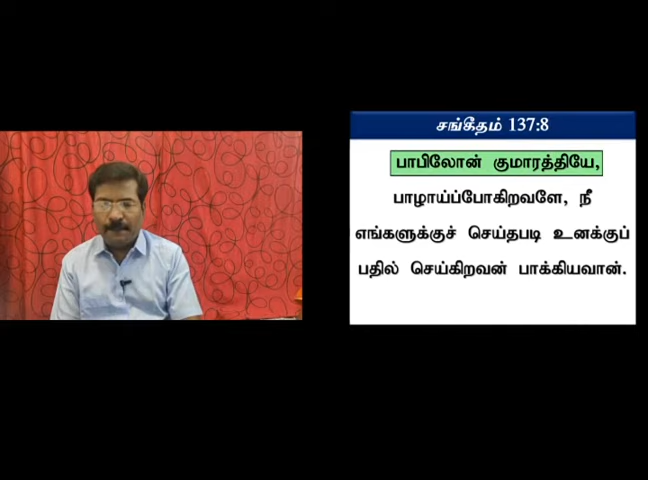 சங்கீதம் 137:8
பாபிலோன் குமாரத்தியே,
பாழாய்ப்போகிறவளே, நீ
எங்களுக்குச் செய்தபடி உனக்குப்
பதில் செய்கிறவன் பாக்கியவான்.